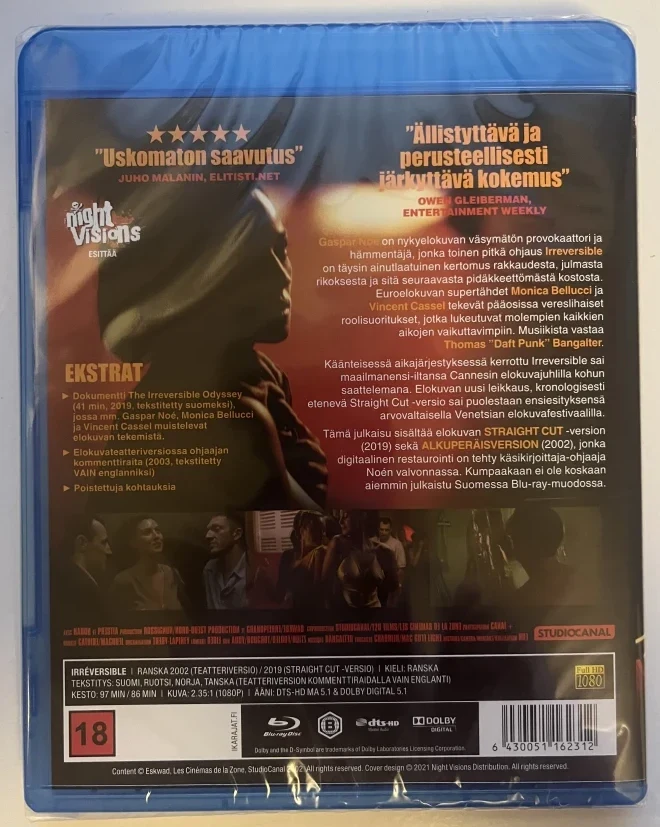 ★★★★★
"Uskomaton saavutus"
JUHO MALANIN, ELITISTI.NET
"Ällistyttävä ja
perusteellisesti
järkyttävä kokemus"
OWEN GLEIBERMAN,
ENTERTAINMENT WEEKLY
night
Visions
ESITTÄÄ
Gaspar Noé on nykyelokuvan väsymätön provokaattori ja
hämmentäjä, jonka toinen pitkä ohjaus Irreversible
on täysin ainutlaatuinen kertomus rakkaudesta, julmasta
rikoksesta ja sitä seuraavasta pidäkkeettömästä kostosta.
Euroelokuvan supertähdet Monica Bellucci ja
Vincent Cassel tekevät pääosissa vereslihaiset
roolisuoritukset, jotka lukeutuvat molempien kaikkien
aikojen vaikuttavimpiin. Musiikista vastaa
Thomas "Daft Punk" Bangalter.
Käänteisessä aikajärjestyksessä kerrottu Irreversible sai
maailmanensi-iltansa Cannesin elokuvajuhlilla kohun
saattelemana. Elokuvan uusi leikkaus, kronologisesti
etenevä Straight Cut -versio sai puolestaan ensiesityksensä
arvovaltaisella Venetsian elokuvafestivaalilla.
Tämä julkaisu sisältää elokuvan STRAIGHT CUT -version
(2019) sekä ALKUPERÄISVERSION (2002), jonka
digitaalinen restaurointi on tehty käsikirjoittaja-ohjaaja
Noén valvonnassa. Kumpaakaan ei ole koskaan
aiemmin julkaistu Suomessa Blu-ray-muodossa.
EKSTRAT
▶ Dokumentti The Irreversible Odyssey
(41 min, 2019, tekstitetty suomeksi),
jossa mm. Gaspar Noé, Monica Bellucci
ja Vincent Cassel muistelevat
elokuvan tekemistä.
▶ Elokuvateatteriversiossa ohjaajan
kommenttiraita (2003, tekstitetty
VAIN englanniksi)
▶ Poistettuja kohtauksia
STUDIOCANAL
IRRÉVERSIBLE | RANSKA 2002 (TEATTERIVERSIO) / 2019 (STRAIGHT CUT -VERSIO) | KIELI: RANSKA
TEKSTITYS: SUOMI, RUOTSI, NORJA, TANSKA (TEATTERIVERSION KOMMENTTIRAIDALLA VAIN ENGLANTI)
KESTO: 97 MIN / 86 MIN | KUVA: 2.35:1 (1080P) | ÄÄNI: DTS-HD MA 5.1 & DOLBY DIGITAL 5.1
Full HD
1080
18
IKARAJAT.FI
Blu-ray Disc
B
dts-HD
Master Audio
DOLBY
DIGITAL
Dolby and the D-Symbol are trademarks of Dolby Laboratories Licensing Corporation.
6 430051 162312
Content © Eskwad, Les Cinémas de la Zone, StudioCanal 2002. All rights reserved. Cover design © 2021 Night Visions Distribution. All rights reserved.